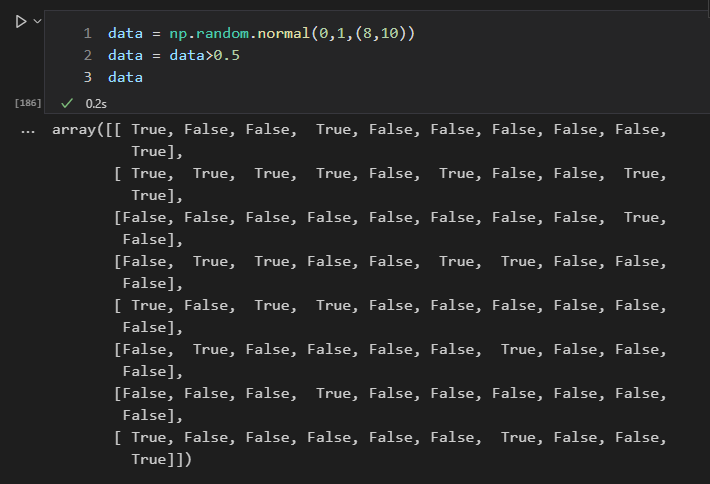 1 data = np.random.normal(0,1,(8,10))
2 data = data>0.5
3 data
[186] ✓ 0.2s
... array([[ True, False, False,  True, False, False, False, False, False,
          True],
       [ True,  True,  True,  True, False,  True, False, False,  True,
          True],
       [False, False, False, False, False, False, False, False,  True,
         False],
       [False,  True,  True, False, False,  True,  True, False, False,
         False],
       [ True, False,  True,  True, False, False, False, False, False,
         False],
       [False,  True, False, False, False, False,  True, False, False,
         False],
       [False, False, False,  True, False, False, False, False, False,
         False],
       [ True, False, False, False, False, False,  True, False, False,
          True]])